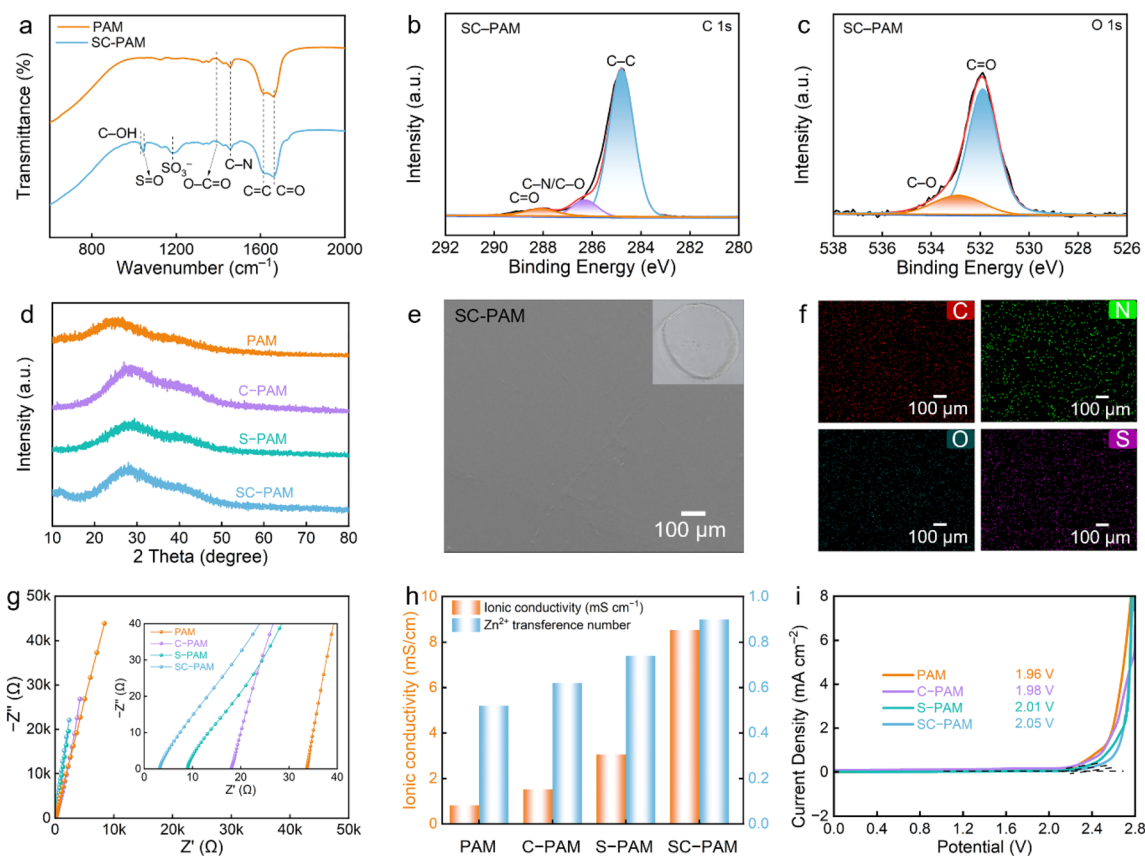 a
PAM
SC-PAM
Transmittance (%)
C–OH
S=O
SO₃⁻
O–C=O
C–N
C=C
C=O
800
1200
1600
2000
Wavenumber (cm⁻¹)
b
SC–PAM
C 1s
Intensity (a.u.)
C–C
C–N/C–O
C=O
292
290
288
286
284
282
280
Binding Energy (eV)
c
SC–PAM
O 1s
Intensity (a.u.)
C=O
C–O
538
536
534
532
530
528
526
Binding Energy (eV)
d
Intensity (a.u.)
PAM
C–PAM
S–PAM
SC–PAM
10
20
30
40
50
60
70
80
2 Theta (degree)
e
SC-PAM
100 μm
f
C
100 μm
N
100 μm
O
100 μm
S
100 μm
g
−Z'' (Ω)
50k
40k
30k
20k
10k
0
0
10k
20k
30k
40k
50k
Z' (Ω)
PAM
C–PAM
S–PAM
SC–PAM
−Z'' (Ω)
40
30
20
10
0
0
10
20
30
40
Z' (Ω)
h
Ionic conductivity (mS/cm)
10
8
6
4
2
0
Ionic conductivity (mS cm⁻¹)
Zn²⁺ transference number
1.0
0.8
0.6
0.4
0.2
0.0
PAM
C–PAM
S–PAM
SC–PAM
i
Current Density (mA cm⁻²)
8
6
4
2
0
−2
PAM 1.96 V
C–PAM 1.98 V
S–PAM 2.01 V
SC–PAM 2.05 V
0.0
0.4
0.8
1.2
1.6
2.0
2.4
2.8
Potential (V)